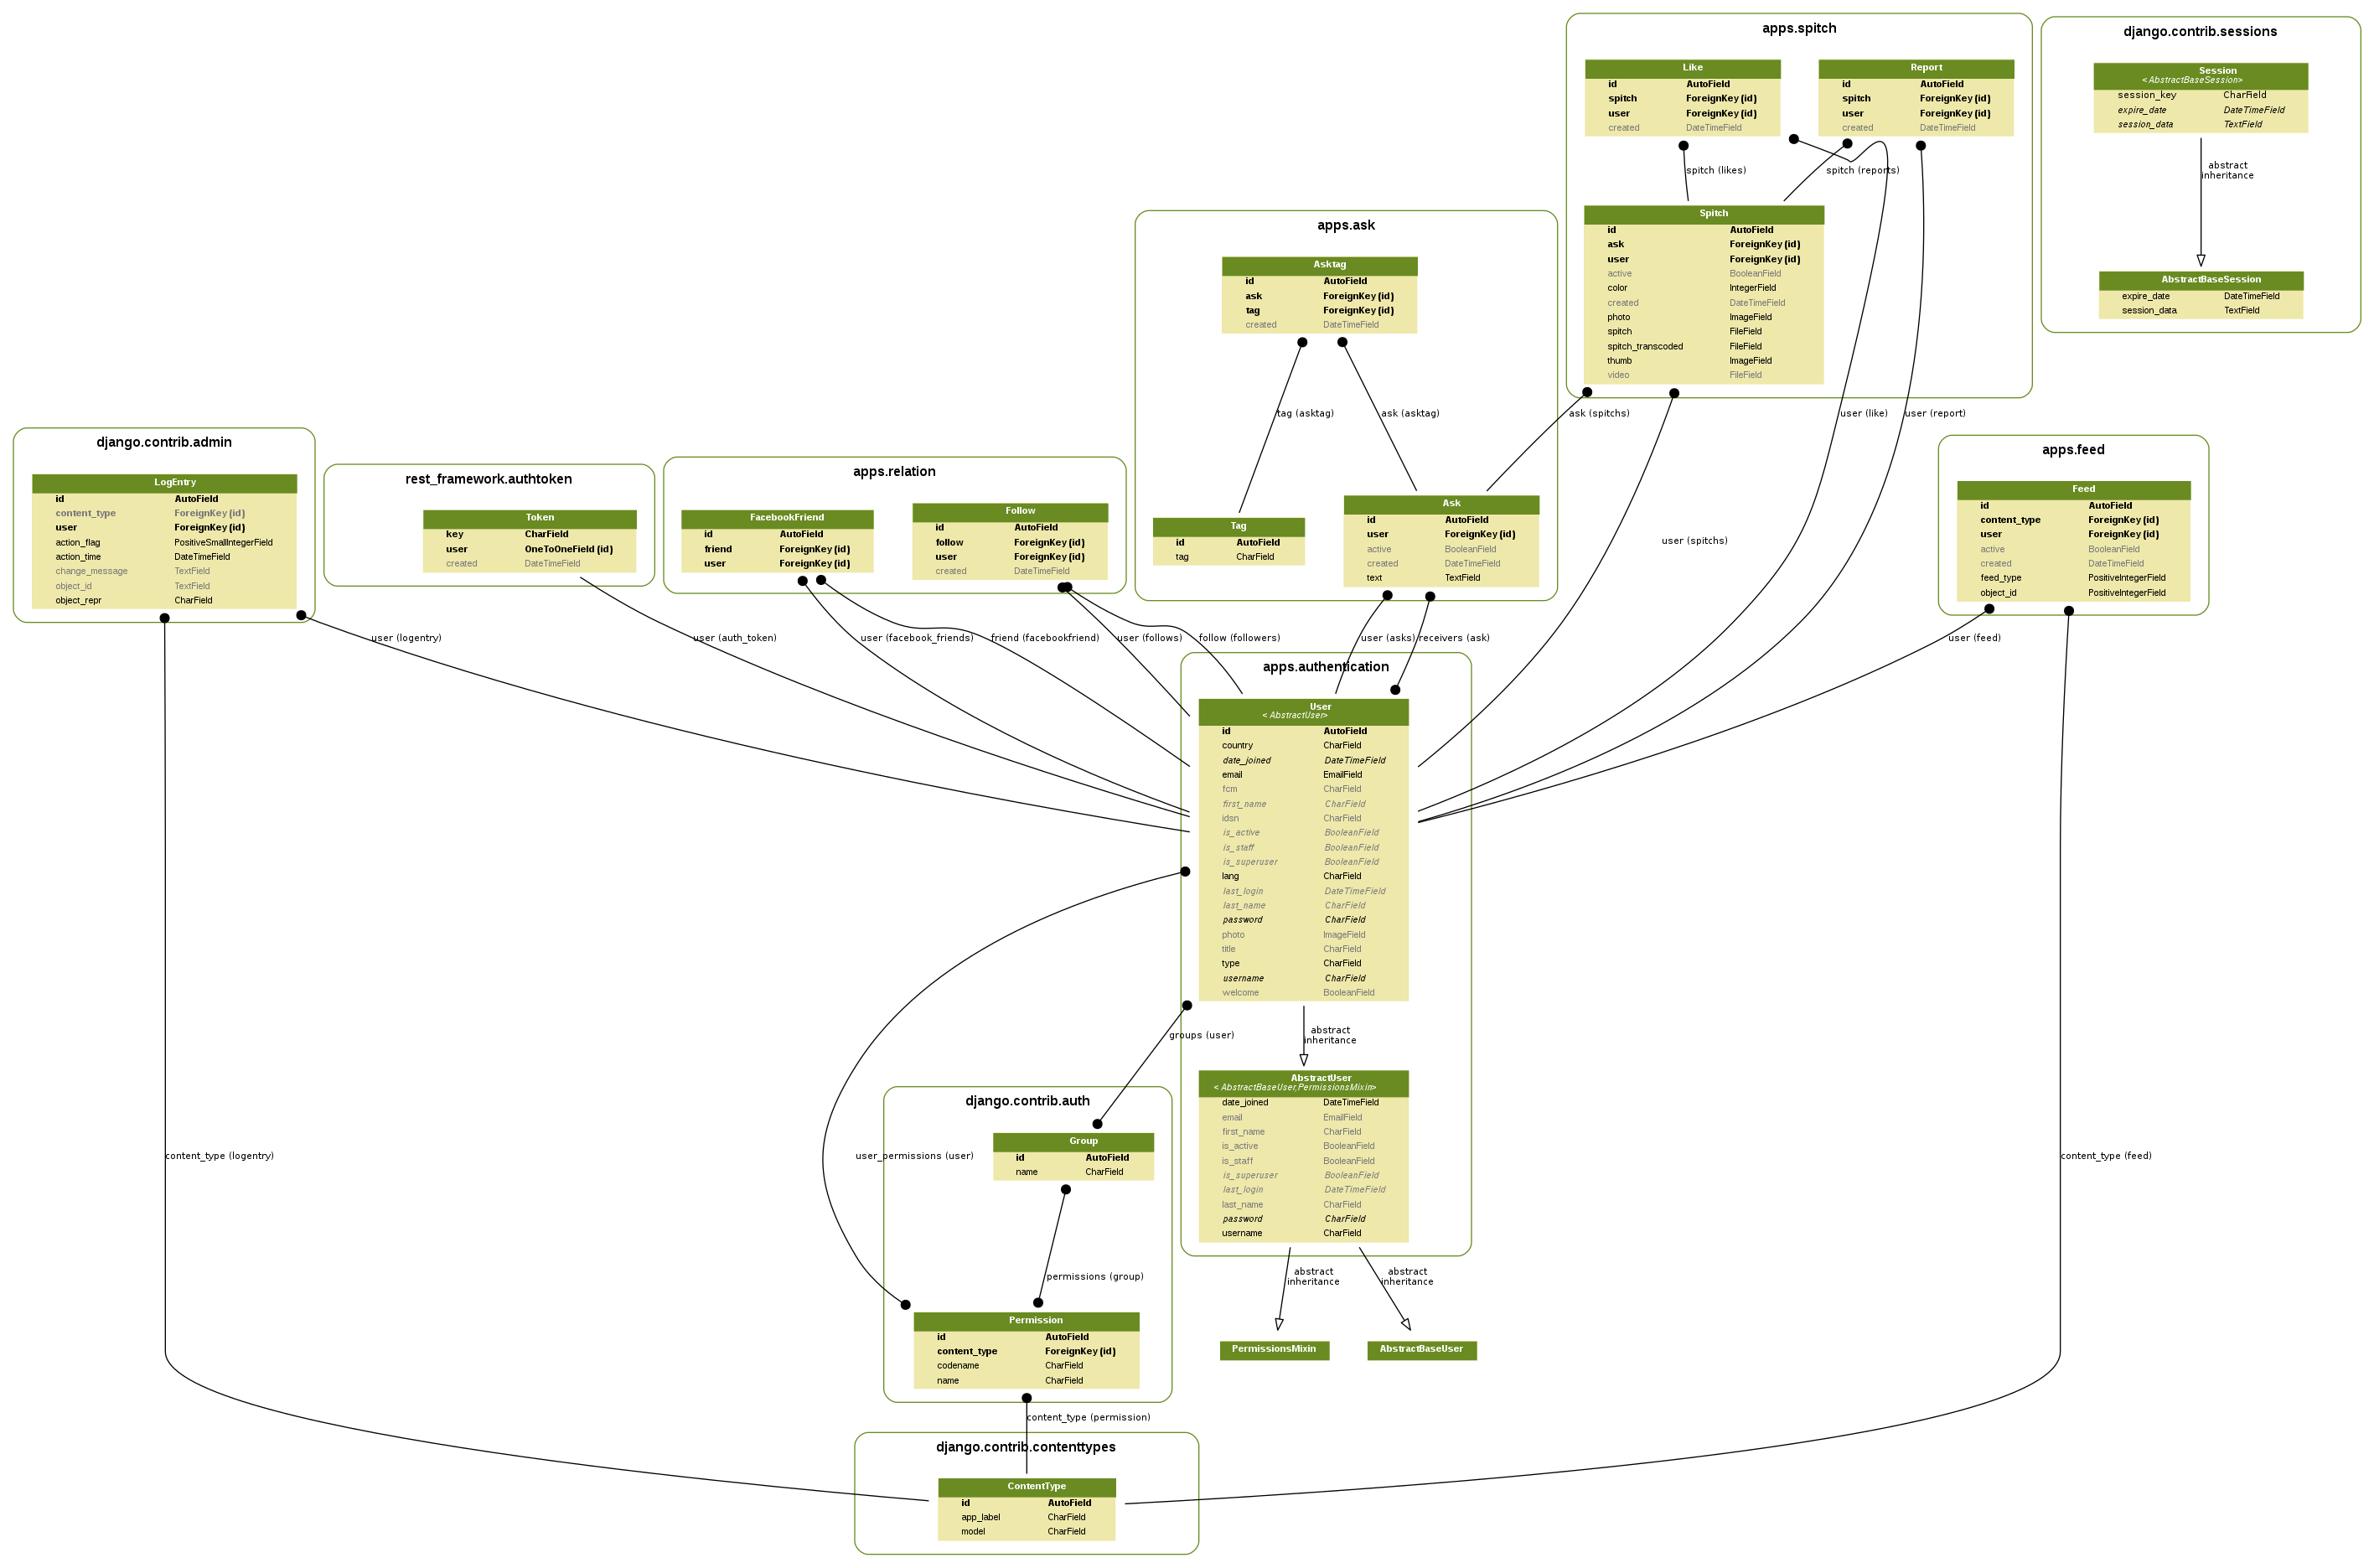 apps.spitch
Like
id AutoField
spitch ForeignKey (id)
user ForeignKey (id)
created DateTimeField
Report
id AutoField
spitch ForeignKey (id)
user ForeignKey (id)
created DateTimeField
spitch (likes)
spitch (reports)
Spitch
id AutoField
ask ForeignKey (id)
user ForeignKey (id)
active BooleanField
color IntegerField
created DateTimeField
photo ImageField
spitch FileField
spitch_transcoded FileField
thumb ImageField
video FileField
django.contrib.sessions
Session
< AbstractBaseSession>
session_key CharField
expire_date DateTimeField
session_data TextField
abstract
inheritance
AbstractBaseSession
expire_date DateTimeField
session_data TextField
apps.ask
Asktag
id AutoField
ask ForeignKey (id)
tag ForeignKey (id)
created DateTimeField
tag (asktag)
ask (asktag)
ask (spitchs)
user (like)
user (report)
Tag
id AutoField
tag CharField
Ask
id AutoField
user ForeignKey (id)
active BooleanField
created DateTimeField
text TextField
django.contrib.admin
LogEntry
id AutoField
content_type ForeignKey (id)
user ForeignKey (id)
action_flag PositiveSmallIntegerField
action_time DateTimeField
change_message TextField
object_id TextField
object_repr CharField
rest_framework.authtoken
Token
key CharField
user OneToOneField (id)
created DateTimeField
apps.relation
FacebookFriend
id AutoField
friend ForeignKey (id)
user ForeignKey (id)
Follow
id AutoField
follow ForeignKey (id)
user ForeignKey (id)
created DateTimeField
user (spitchs)
apps.feed
Feed
id AutoField
content_type ForeignKey (id)
user ForeignKey (id)
active BooleanField
created DateTimeField
feed_type PositiveIntegerField
object_id PositiveIntegerField
user (logentry)
user (auth_token)
user (facebook_friends)
friend (facebookfriend)
user (follows)
follow (followers)
user (asks)
receivers (ask)
user (feed)
apps.authentication
User
< AbstractUser>
id AutoField
country CharField
date_joined DateTimeField
email EmailField
fcm CharField
first_name CharField
idsn CharField
is_active BooleanField
is_staff BooleanField
is_superuser BooleanField
lang CharField
last_login DateTimeField
last_name CharField
password CharField
photo ImageField
title CharField
type CharField
username CharField
welcome BooleanField
groups (user)
abstract
inheritance
AbstractUser
< AbstractBaseUser,PermissionsMixin>
date_joined DateTimeField
email EmailField
first_name CharField
is_active BooleanField
is_staff BooleanField
is_superuser BooleanField
last_login DateTimeField
last_name CharField
password CharField
username CharField
django.contrib.auth
Group
id AutoField
name CharField
content_type (logentry)
user_permissions (user)
content_type (feed)
permissions (group)
abstract
inheritance
abstract
inheritance
Permission
id AutoField
content_type ForeignKey (id)
codename CharField
name CharField
PermissionsMixin
AbstractBaseUser
content_type (permission)
django.contrib.contenttypes
ContentType
id AutoField
app_label CharField
model CharField